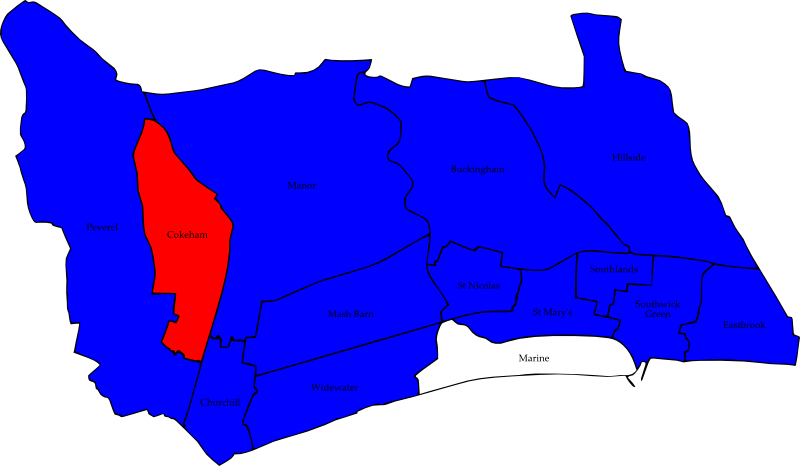 Hillside
Buckingham
Manor
Peverel
Cokeham
Southlands
St Nicolas
Southwick
Green
St Mary's
Mash Barn
Eastbrook
Marine
Widewater
Churchill